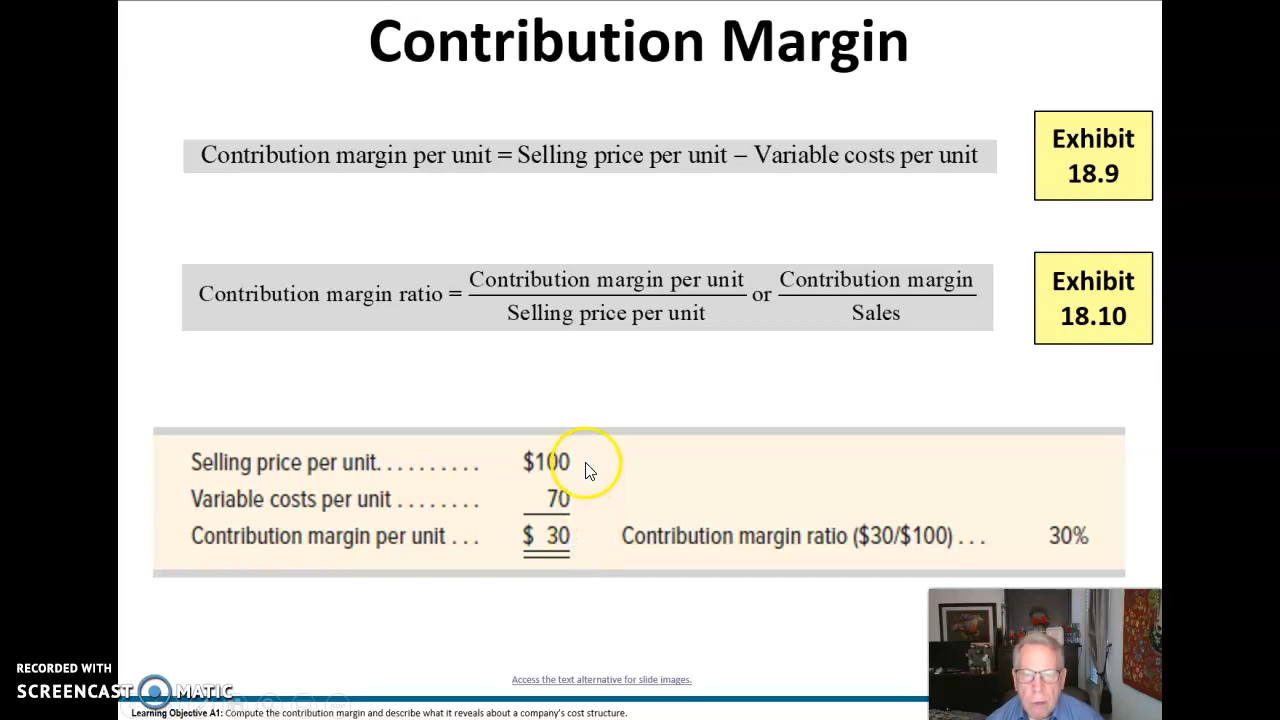 Contribution Margin
Contribution margin per unit = Selling price per unit – Variable costs per unit
Exhibit
18.9
Contribution margin ratio = Contribution margin per unit / Selling price per unit or Contribution margin / Sales
Exhibit
18.10
Selling price per unit. . . . . . . . . . $100
Variable costs per unit . . . . . . . . 70
Contribution margin per unit . . . $ 30 Contribution margin ratio ($30/$100) . . . 30%
RECORDED WITH
SCREENCAST MATIC
Access the text alternative for slide images.
Learning Objective A1: Compute the contribution margin and describe what it reveals about a company's cost structure.